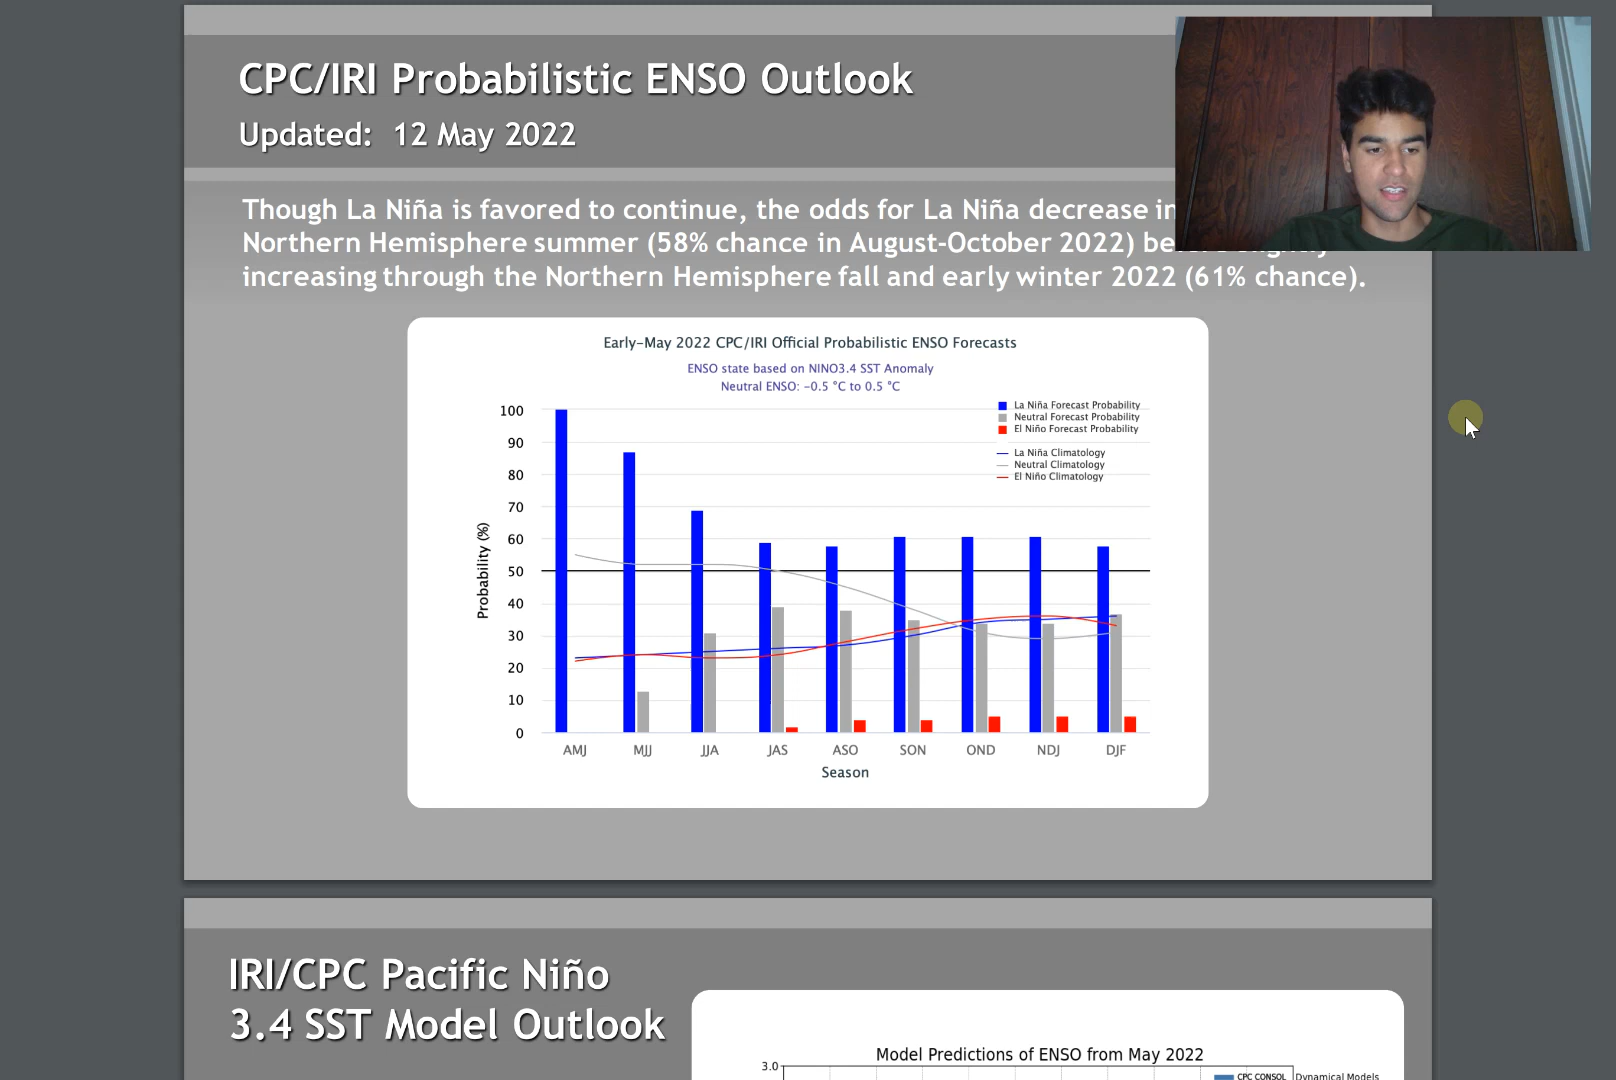 CPC/IRI Probabilistic ENSO Outlook
Updated: 12 May 2022
Though La Niña is favored to continue, the odds for La Niña decrease in
Northern Hemisphere summer (58% chance in August-October 2022)
increasing through the Northern Hemisphere fall and early winter 2022 (61% chance).
Early-May 2022 CPC/IRI Official Probabilistic ENSO Forecasts
ENSO state based on NINO3.4 SST Anomaly
Neutral ENSO: -0.5 °C to 0.5 °C
La Niña Forecast Probability
Neutral Forecast Probability
El Niño Forecast Probability
La Niña Climatology
Neutral Climatology
El Niño Climatology
Probability (%)
100
90
80
70
60
50
40
30
20
10
0
AMJ MJJ JJA JAS ASO SON OND NDJ DJF
Season
IRI/CPC Pacific Niño
3.4 SST Model Outlook
Model Predictions of ENSO from May 2022
3.0
CPC CONSOL Dynamical Models